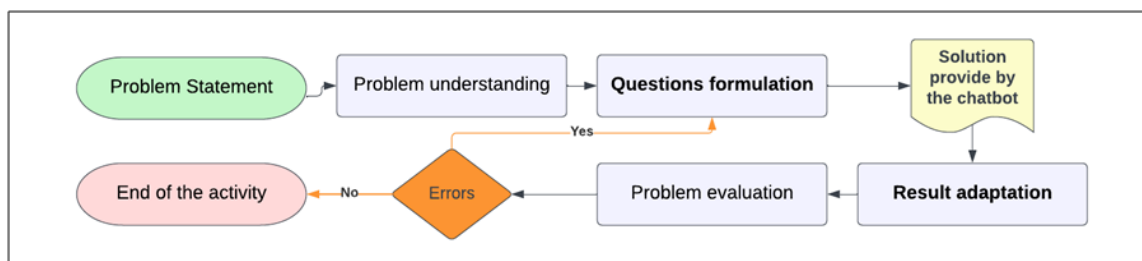 Problem Statement
Problem understanding
Questions formulation
Solution
provide by
the chatbot
Yes
End of the activity
No
Errors
Problem evaluation
Result adaptation